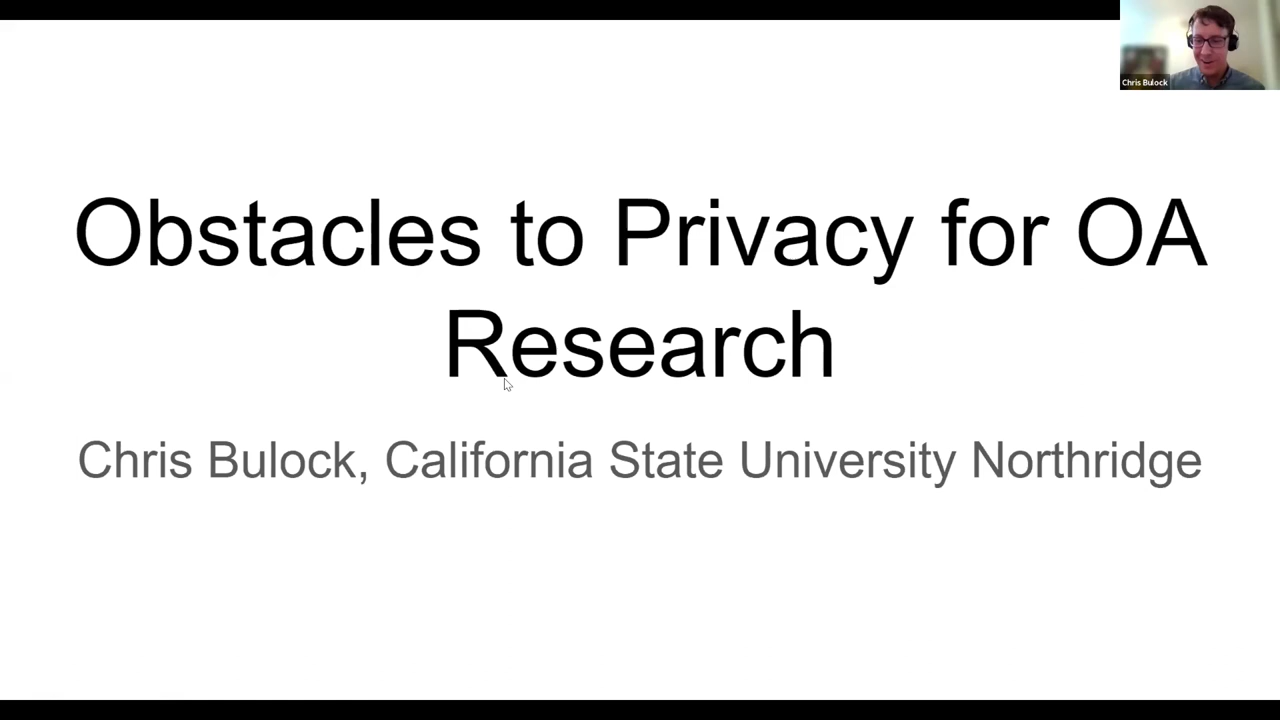 Chris Bulock
Obstacles to Privacy for OA
Research
Chris Bulock, California State University Northridge